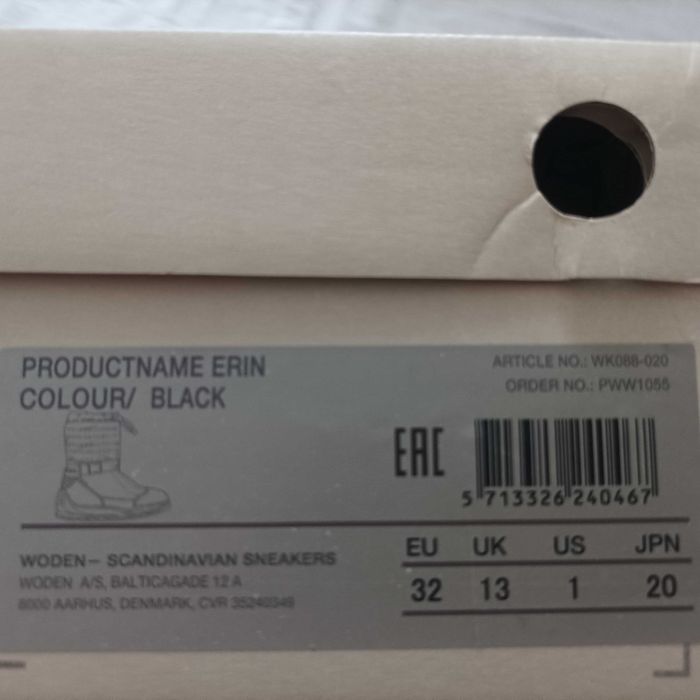 PRODUCTNAME ERIN
COLOUR/ BLACK
ARTICLE NO.: WK088-020
ORDER NO.: PWW1055
EAC
5 713326 240467
WODEN– SCANDINAVIAN SNEAKERS
WODEN A/S, BALTICAGADE 12 A
8000 AARHUS, DENMARK, CVR 35240349
EU UK US JPN
32 13 1 20